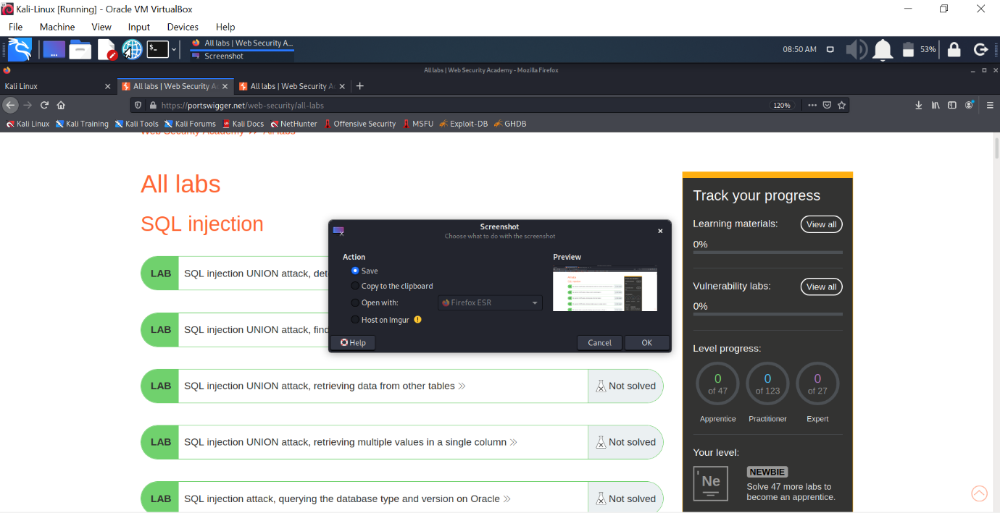 Kali-Linux [Running] - Oracle VM VirtualBox
File Machine View Input Devices Help
All labs | Web Security A...
Screenshot
08:50 AM
53%
All labs | Web Security Academy - Mozilla Firefox
Kali Linux
All labs | Web Security Ac
All labs | Web Security Ac
https://portswigger.net/web-security/all-labs
120%
Kali Linux Kali Training Kali Tools Kali Forums Kali Docs NetHunter Offensive Security MSFU Exploit-DB GHDB
Web Security Academy >> All labs
All labs
SQL injection
LAB SQL injection UNION attack, det
LAB SQL injection UNION attack, find
LAB SQL injection UNION attack, retrieving data from other tables >> Not solved
LAB SQL injection UNION attack, retrieving multiple values in a single column >> Not solved
LAB SQL injection attack, querying the database type and version on Oracle >> Not solved
Screenshot
Choose what to do with the screenshot
Action
Save
Copy to the clipboard
Open with: Firefox ESR
Host on Imgur
Preview
Help Cancel OK
Track your progress
Learning materials: View all
0%
Vulnerability labs: View all
0%
Level progress:
0 of 47
0 of 123
0 of 27
Apprentice Practitioner Expert
Your level:
Ne
NEWBIE
Solve 47 more labs to
become an apprentice.